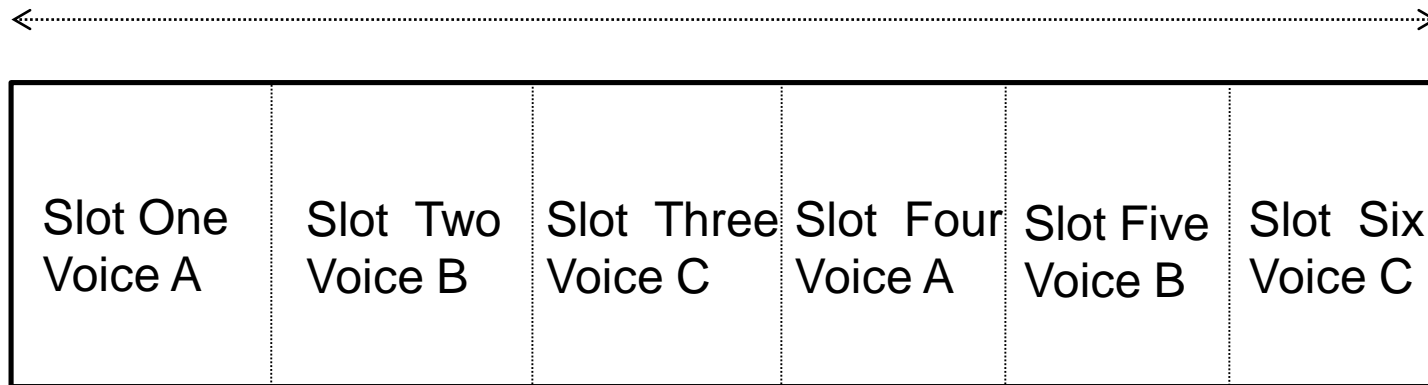 Slot One
Voice A
Slot Two
Voice B
Slot Three
Voice C
Slot Four
Voice A
Slot Five
Voice B
Slot Six
Voice C